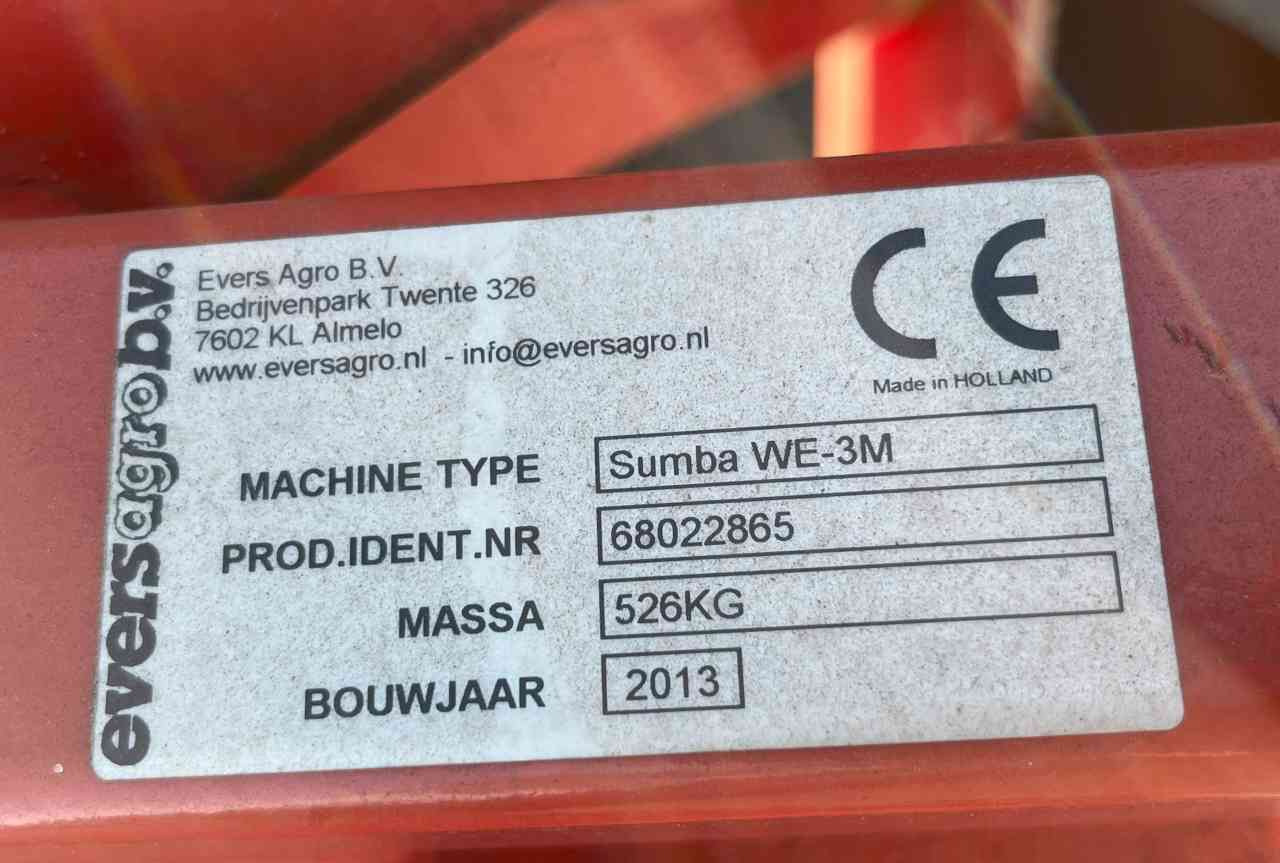 eversagro b.v.
Evers Agro B.V.
Bedrijvenpark Twente 326
7602 KL Almelo
www.eversagro.nl - info@eversagro.nl
CE
Made in HOLLAND
MACHINE TYPE Sumba WE-3M
PROD.IDENT.NR 68022865
MASSA 526KG
BOUWJAAR 2013